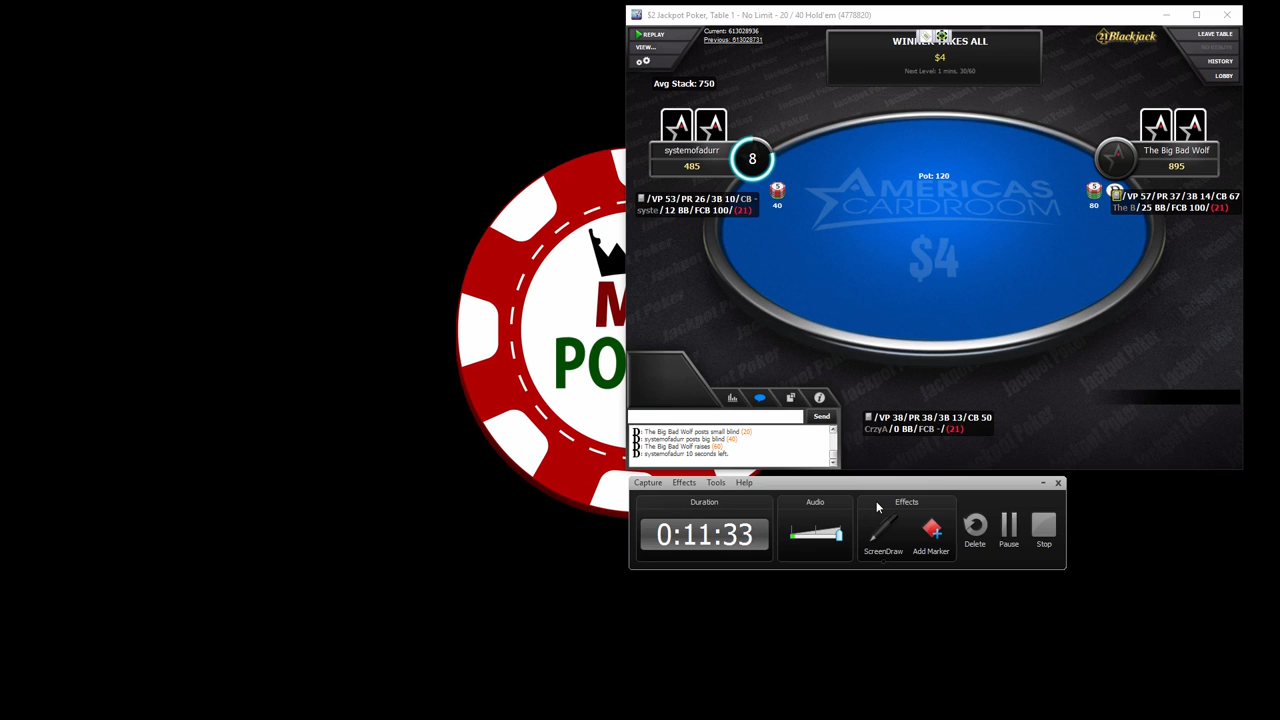 $2 Jackpot Poker, Table 1 - No Limit - 20 / 40 Hold'em (4778820)
REPLAY
VIEW...
Current: 613028936
Previous: 613028731
WINNER TAKES ALL
$4
Next Level: 1 mins, 30/60
21 Blackjack
LEAVE TABLE
HISTORY
LOBBY
Avg Stack: 750
systemofadurr
485
8
The Big Bad Wolf
895
Pot: 120
AMERICAS
CARDROOM
$4
40
80
/VP 53/PR 26/3B 10/CB -
syste/12 BB/FCB 100/(21)
/VP 57/PR 37/3B 14/CB 67
The B/25 BB/FCB 100/(21)
M
PO
Send
D: The Big Bad Wolf posts small blind (20)
D: systemofadurr posts big blind (40)
D: The Big Bad Wolf raises (60)
D: systemofadurr 10 seconds left.
/VP 38/PR 38/3B 13/CB 50
CrzyA/0 BB/FCB -/(21)
Capture Effects Tools Help
Duration
0:11:33
Audio
Effects
ScreenDraw
Add Marker
Delete
Pause
Stop